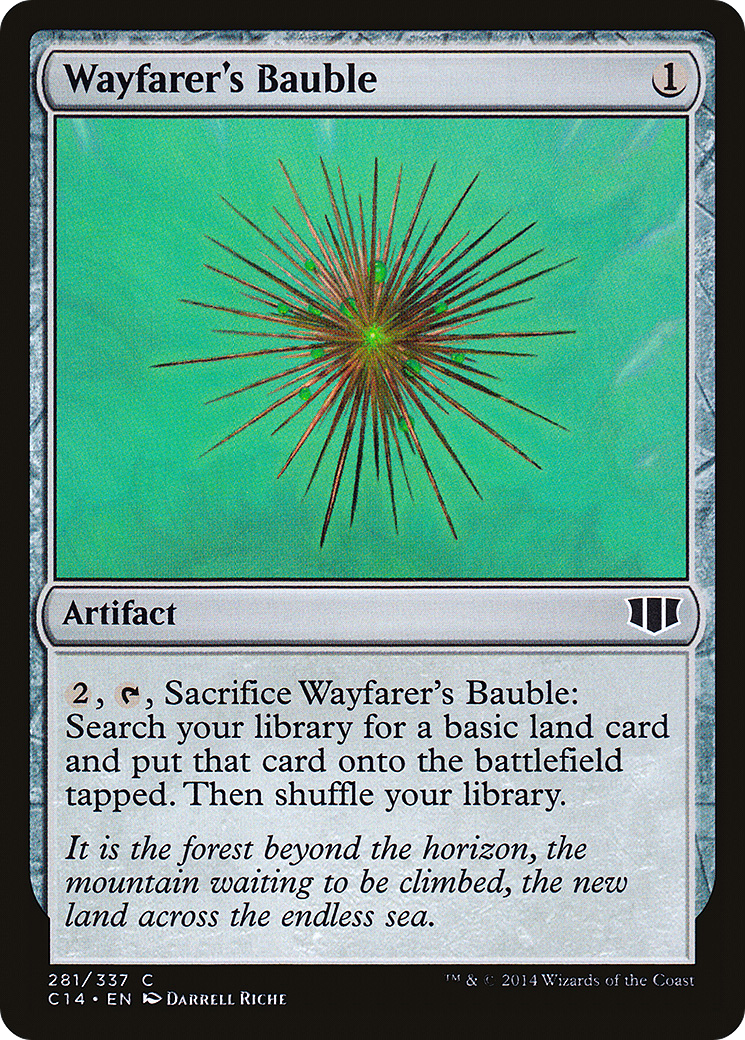 Wayfarer's Bauble 1
Artifact
2, , Sacrifice Wayfarer's Bauble:
Search your library for a basic land card
and put that card onto the battlefield
tapped. Then shuffle your library.
It is the forest beyond the horizon, the
mountain waiting to be climbed, the new
land across the endless sea.
281/337 C
™ & © 2014 Wizards of the Coast
C14 • EN Darrell Riche